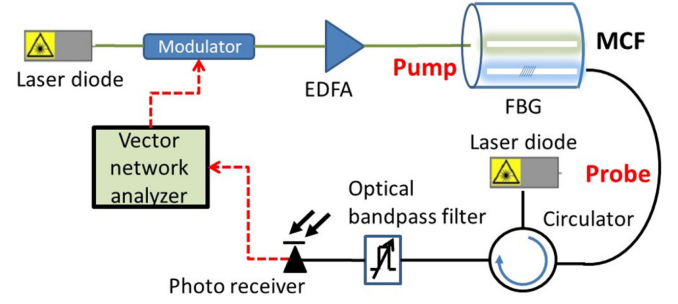 Laser diode
Modulator
EDFA
Pump
MCF
FBG
Vector
network
analyzer
Laser diode
Probe
Optical
bandpass filter
Circulator
Photo receiver